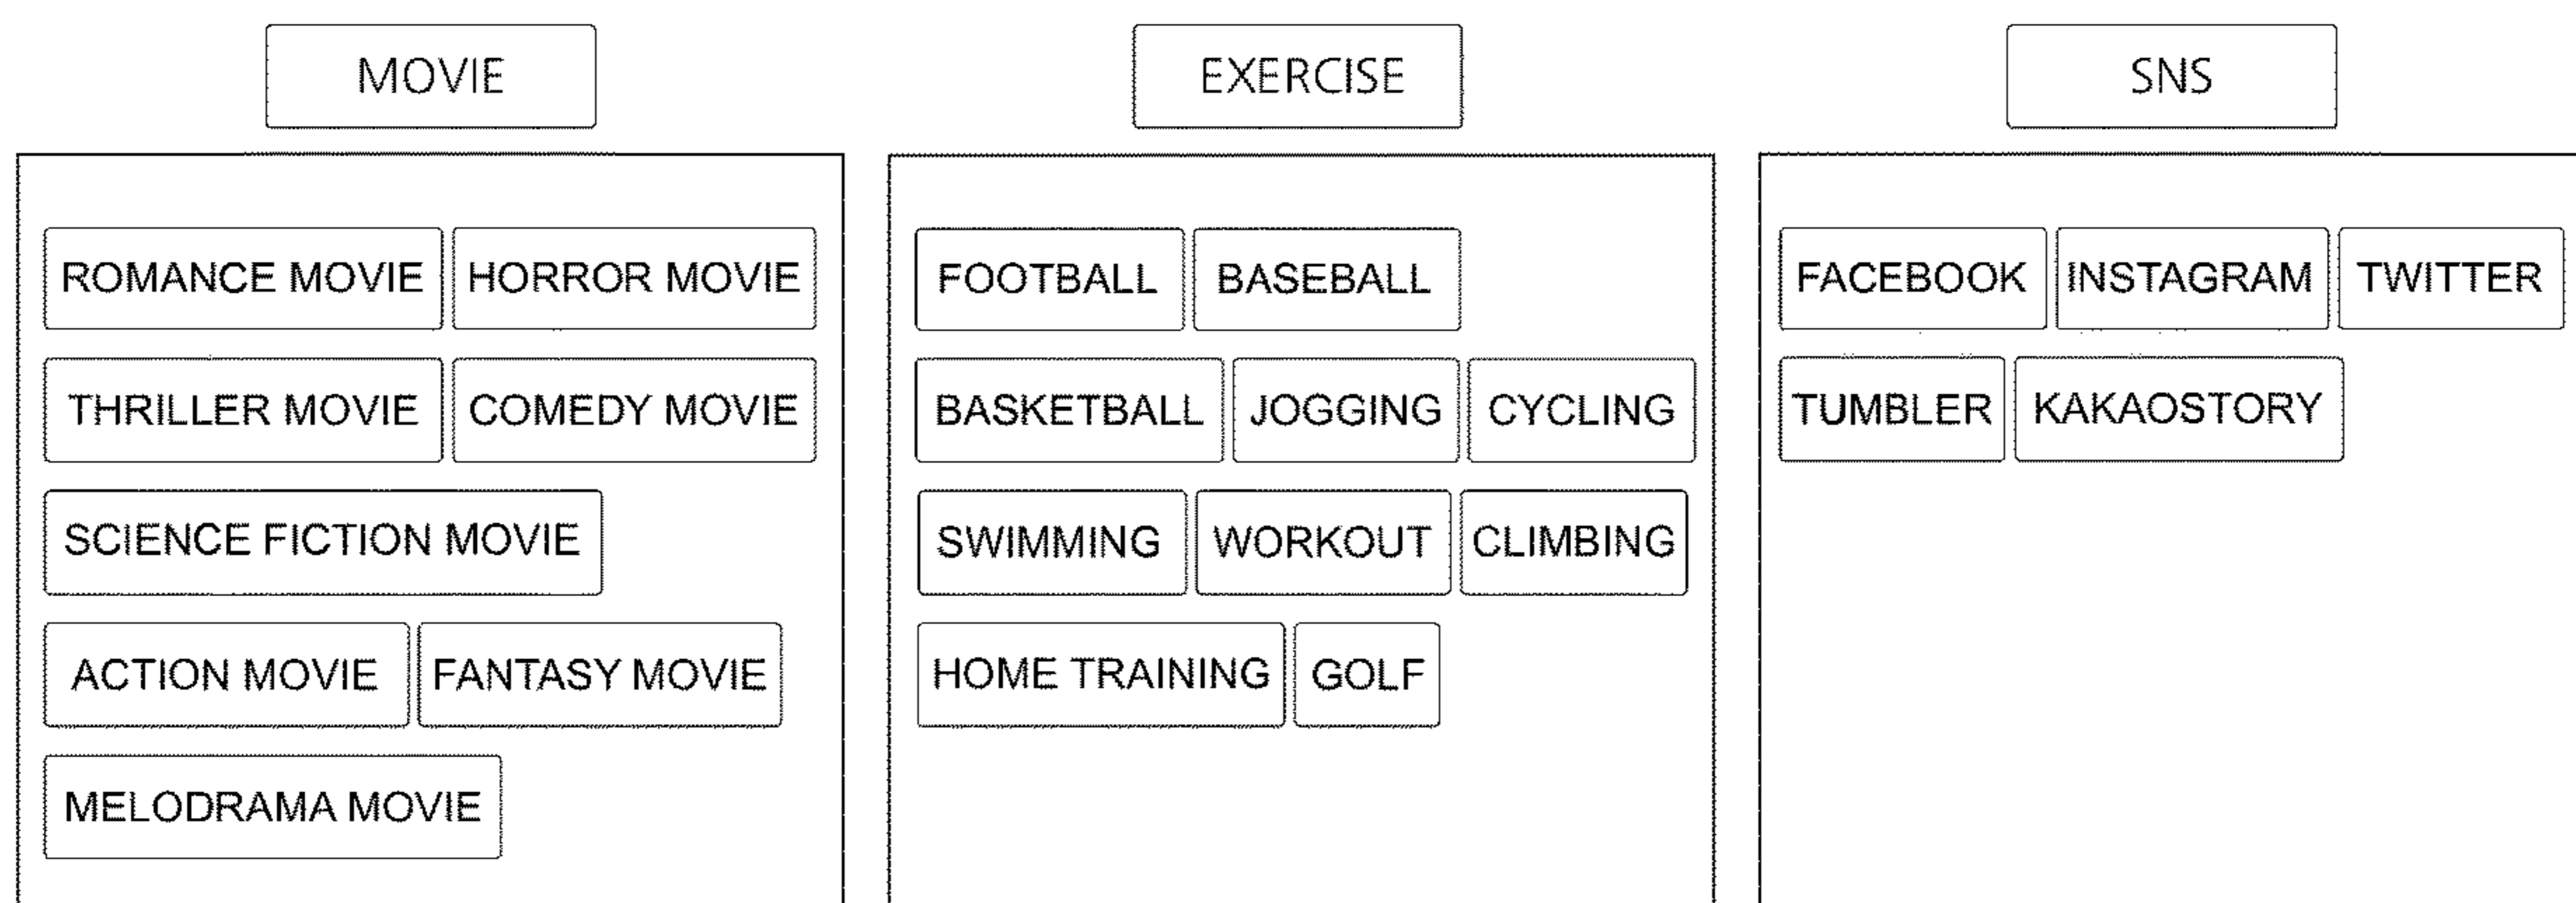 MOVIE
ROMANCE MOVIE HORROR MOVIE
THRILLER MOVIE COMEDY MOVIE
SCIENCE FICTION MOVIE
ACTION MOVIE FANTASY MOVIE
MELODRAMA MOVIE
EXERCISE
FOOTBALL BASEBALL
BASKETBALL JOGGING CYCLING
SWIMMING WORKOUT CLIMBING
HOME TRAINING GOLF
SNS
FACEBOOK INSTAGRAM TWITTER
TUMBLER KAKAOSTORY